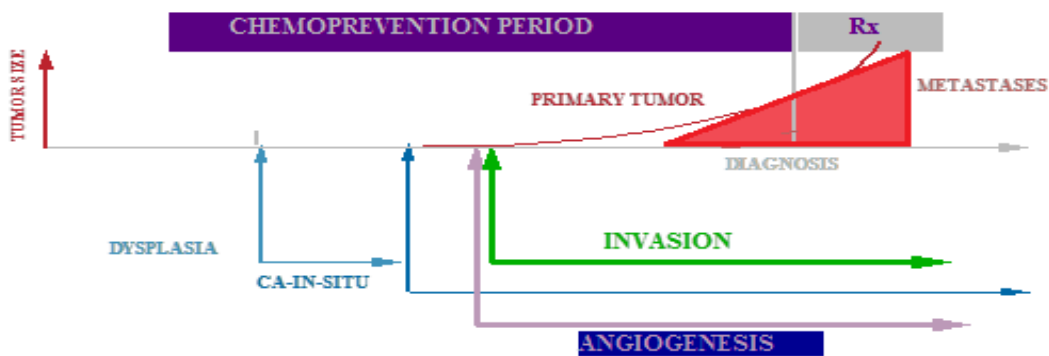 CHEMOPREVENTION PERIOD
Rx
TUMOR SIZE
PRIMARY TUMOR
METASTASES
DIAGNOSIS
DYSPLASIA
INVASION
CA-IN-SITU
ANGIOGENESIS